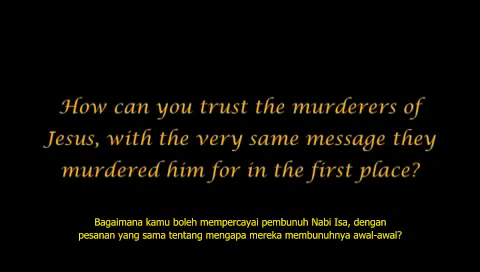 How can you trust the murderers of
Jesus, with the very same message they
murdered him for in the first place?
Bagaimana kamu boleh mempercayai pembunuh Nabi Isa, dengan
pesanan yang sama tentang mengapa mereka membunuhnya awal-awal?